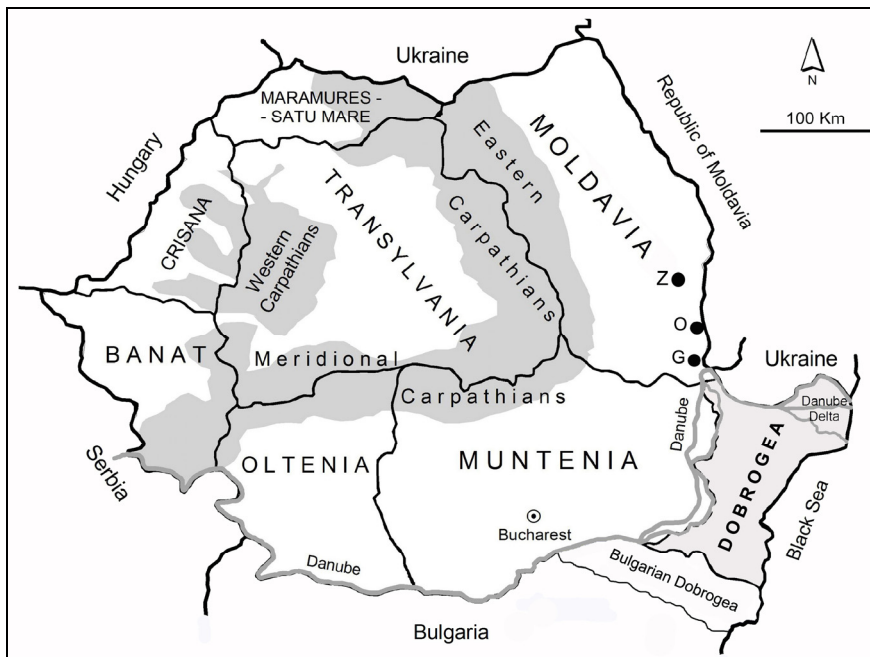 Ukraine
N
100 Km
MARAMURES -
- SATU MARE
Republic of Moldavia
Hungary
Eastern
MOLDAVIA
TRANSYLVANIA
CRISANA
Western
Carpathians
Carpathians
Z
O
G
BANAT
Meridional
Carpathians
Ukraine
Danube
Delta
Danube
DOBROGEA
Serbia
OLTENIA
MUNTENIA
Bucharest
Black Sea
Danube
Bulgarian Dobrogea
Bulgaria